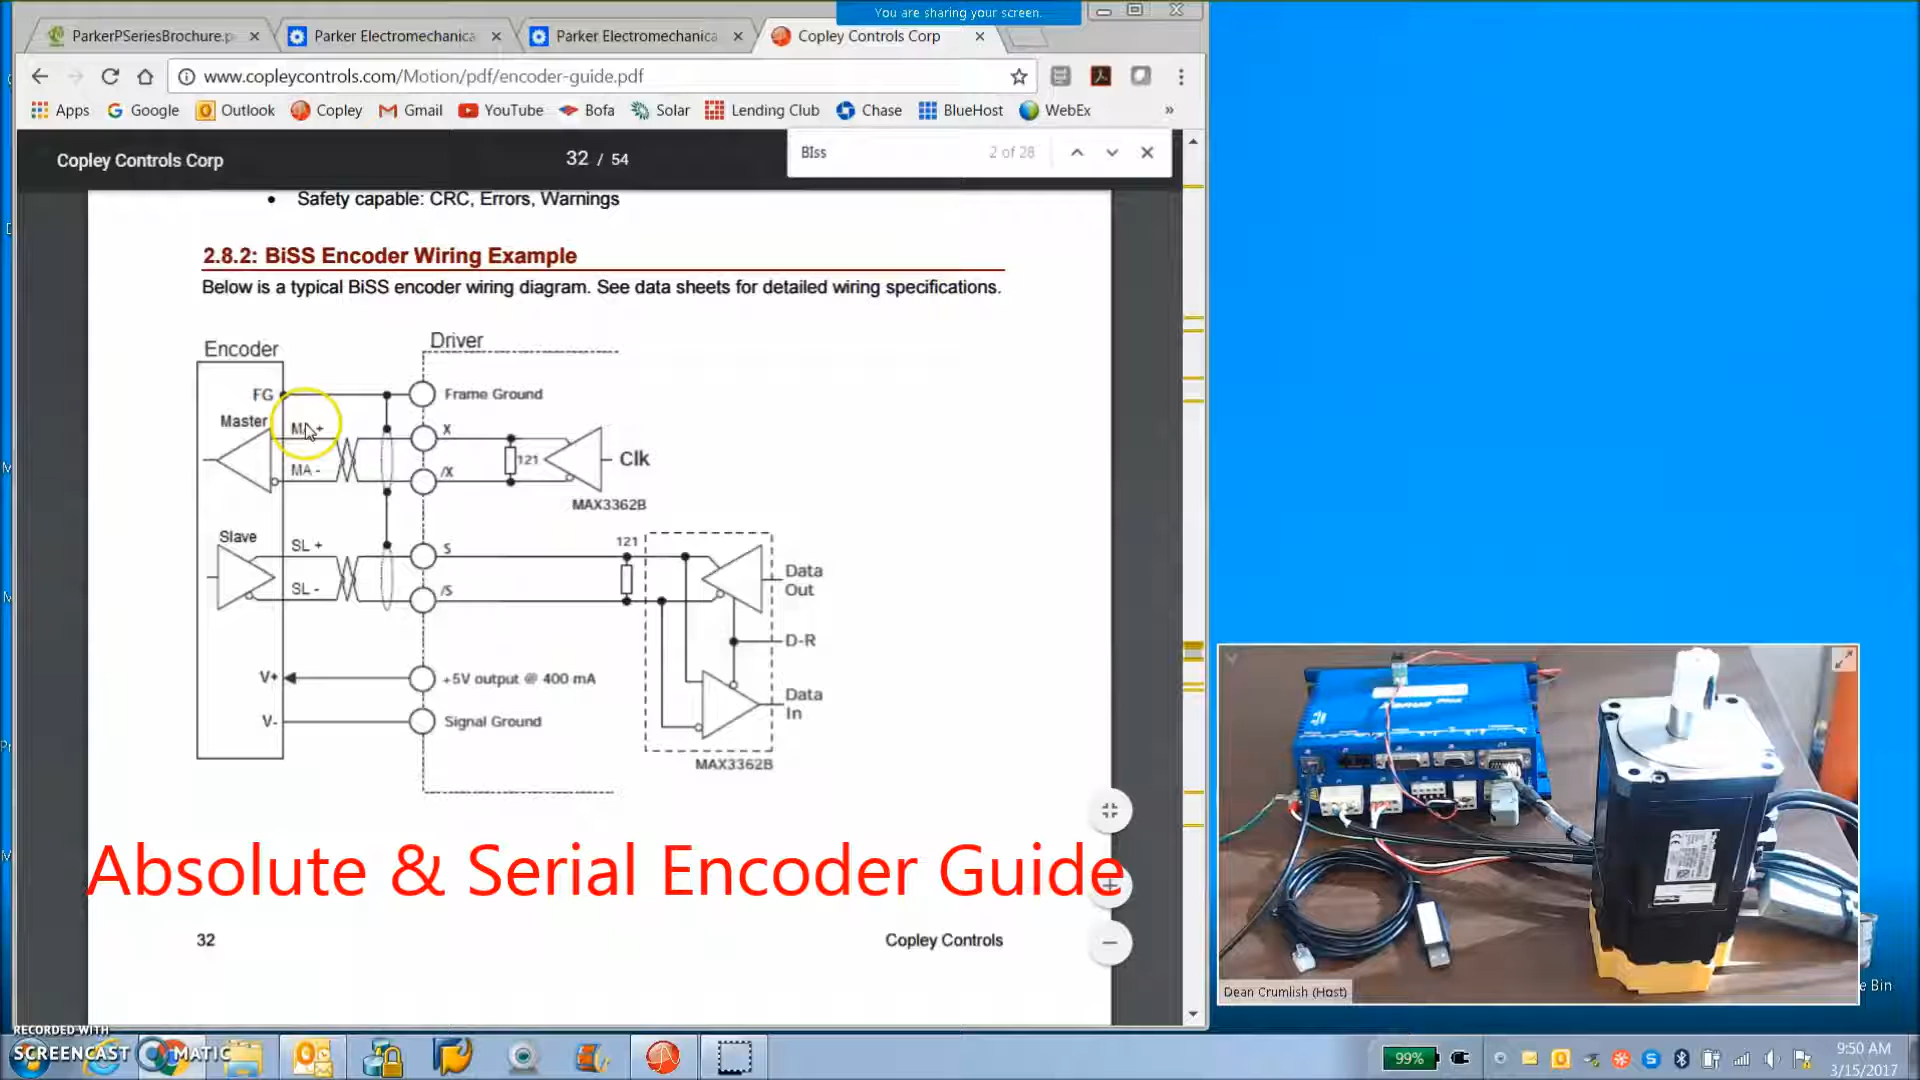 You are sharing your screen.
ParkerPSeriesBrochure.p
Parker Electromechanica
Parker Electromechanica
Copley Controls Corp
www.copleycontrols.com/Motion/pdf/encoder-guide.pdf
Apps
Google
Outlook
Copley
Gmail
YouTube
Bofa
Solar
Lending Club
Chase
BlueHost
WebEx
»
Copley Controls Corp
32 / 54
BIss
2 of 28
• Safety capable: CRC, Errors, Warnings
2.8.2: BiSS Encoder Wiring Example
Below is a typical BiSS encoder wiring diagram. See data sheets for detailed wiring specifications.
Encoder
Driver
FG
Frame Ground
Master
MA +
X
MA -
/X
121
Clk
MAX3362B
Slave
SL +
S
SL -
/S
121
Data
Out
D-R
Data
In
MAX3362B
V+
+5V output @ 400 mA
V-
Signal Ground
Absolute & Serial Encoder Guide
32
Copley Controls
Dean Crumlish (Host)
e Bin
RECORDED WITH
SCREENCAST
MATIC
99%
9:50 AM
3/15/2017